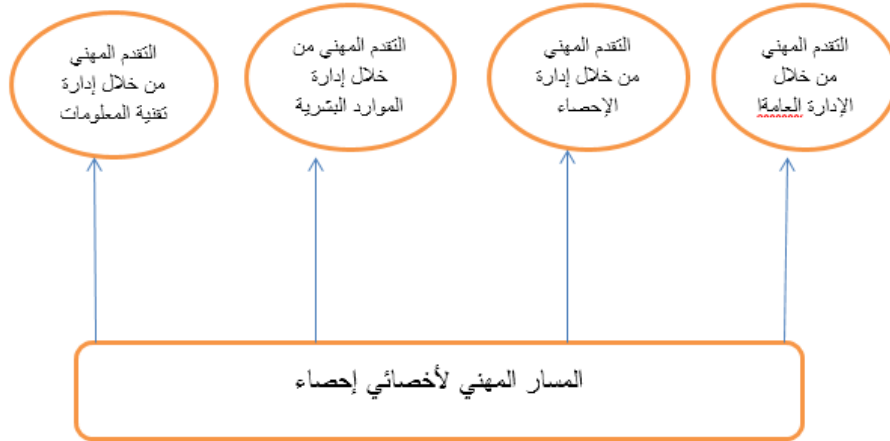 التقدم المهني
من خلال
الإدارة العامة!
التقدم المهني
من خلال إدارة
الإحصاء
التقدم المهني من
خلال إدارة
الموارد البشرية
التقدم المهني
من خلال إدارة
تقنية المعلومات
المسار المهني لأخصائي إحصاء